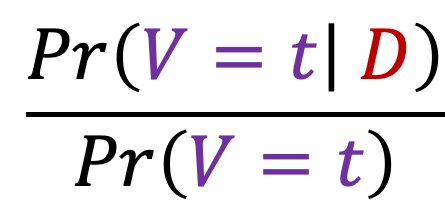 Pr(V = t| D)
Pr(V = t)